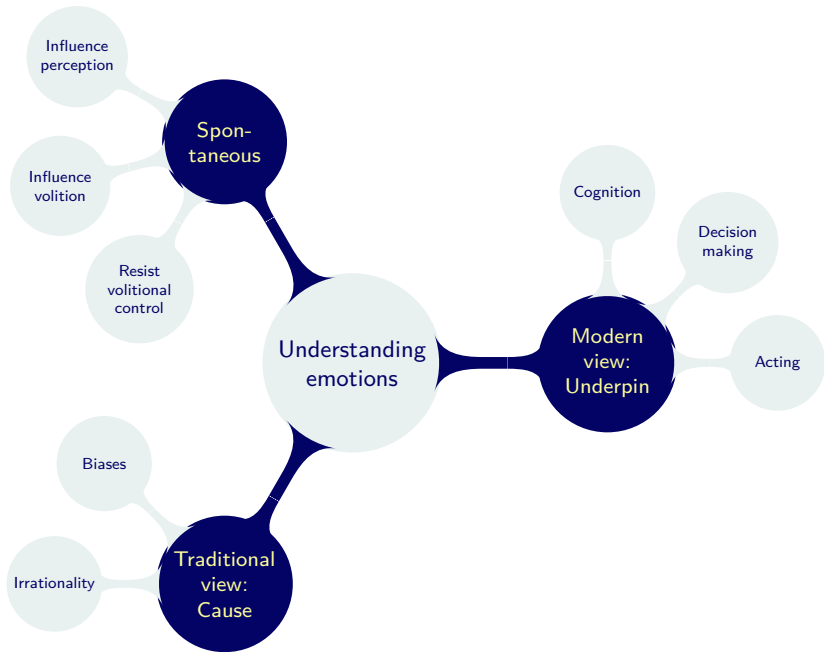 Influence
perception
Spon-
taneous
Influence
volition
Resist
volitional
control
Understanding
emotions
Cognition
Decision
making
Modern
view:
Underpin
Acting
Biases
Irrationality
Traditional
view:
Cause